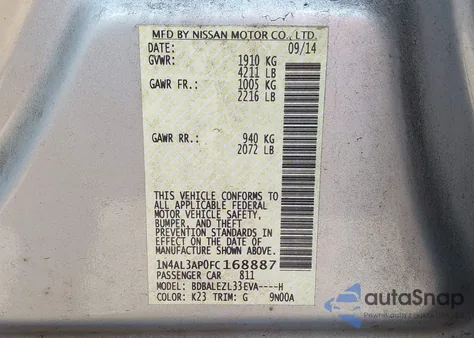 MFD BY NISSAN MOTOR CO., LTD.
DATE: 09/14
GVWR: 1910 KG
4211 LB
GAWR FR.: 1005 KG
2216 LB
GAWR RR.: 940 KG
2072 LB
THIS VEHICLE CONFORMS TO
ALL APPLICABLE FEDERAL
MOTOR VEHICLE SAFETY,
BUMPER, AND THEFT
PREVENTION STANDARDS IN
EFFECT ON THE DATE OF
MANUFACTURE SHOWN ABOVE.
1N4AL3AP0FC168887
PASSENGER CAR 811
MODEL: BDBALEZL33EVA----H
COLOR: K23 TRIM: G 9N00A
autoSnap